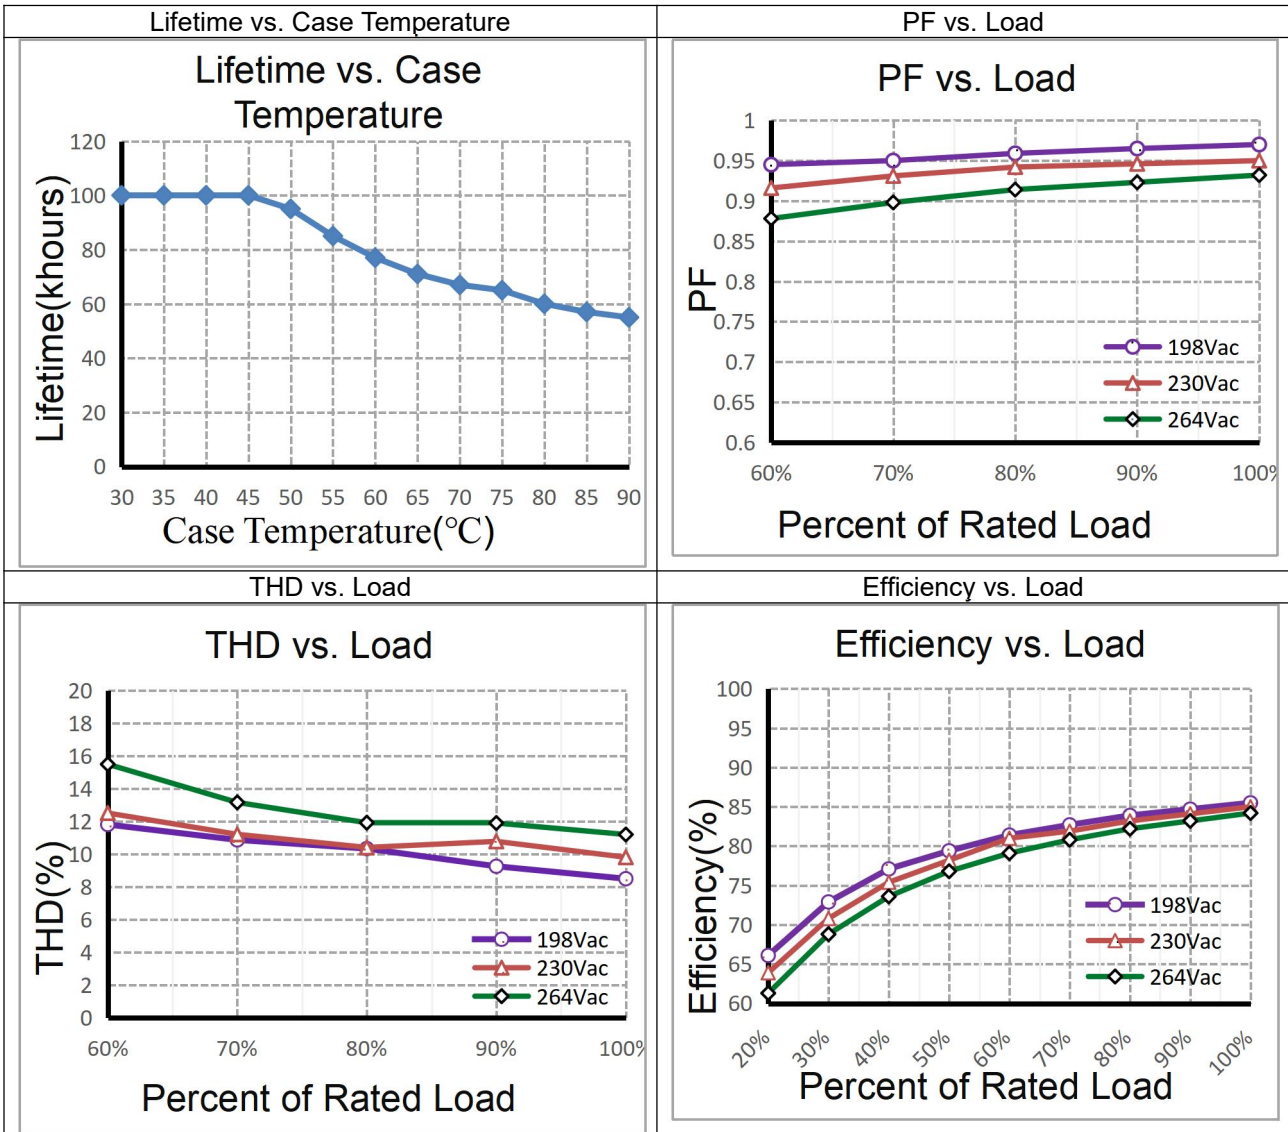 Lifetime vs. Case Temperature
PF vs. Load
Lifetime vs. Case
Temperature
120
100
80
60
40
20
0
Lifetime(khours)
30 35 40 45 50 55 60 65 70 75 80 85 90
Case Temperature(°C)
PF vs. Load
1
0.95
0.9
0.85
0.8
0.75
0.7
0.65
0.6
PF
198Vac
230Vac
264Vac
60% 70% 80% 90% 100%
Percent of Rated Load
THD vs. Load
Efficiency vs. Load
THD vs. Load
20
18
16
14
12
10
8
6
4
2
0
THD(%)
198Vac
230Vac
264Vac
60% 70% 80% 90% 100%
Percent of Rated Load
Efficiency vs. Load
100
95
90
85
80
75
70
65
60
Efficiency(%)
198Vac
230Vac
264Vac
20% 30% 40% 50% 60% 70% 80% 90% 100%
Percent of Rated Load